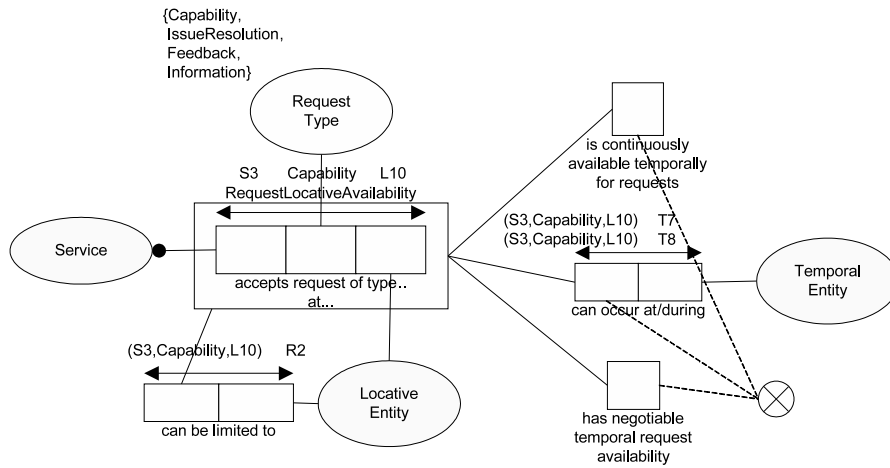 {Capability,
IssueResolution,
Feedback,
Information}
Request
Type
S3 Capability L10
RequestLocativeAvailability
Service
accepts request of type..
at...
(S3,Capability,L10) R2
can be limited to
Locative
Entity
is continuously
available temporally
for requests
(S3,Capability,L10) T7
(S3,Capability,L10) T8
can occur at/during
Temporal
Entity
has negotiable
temporal request
availability